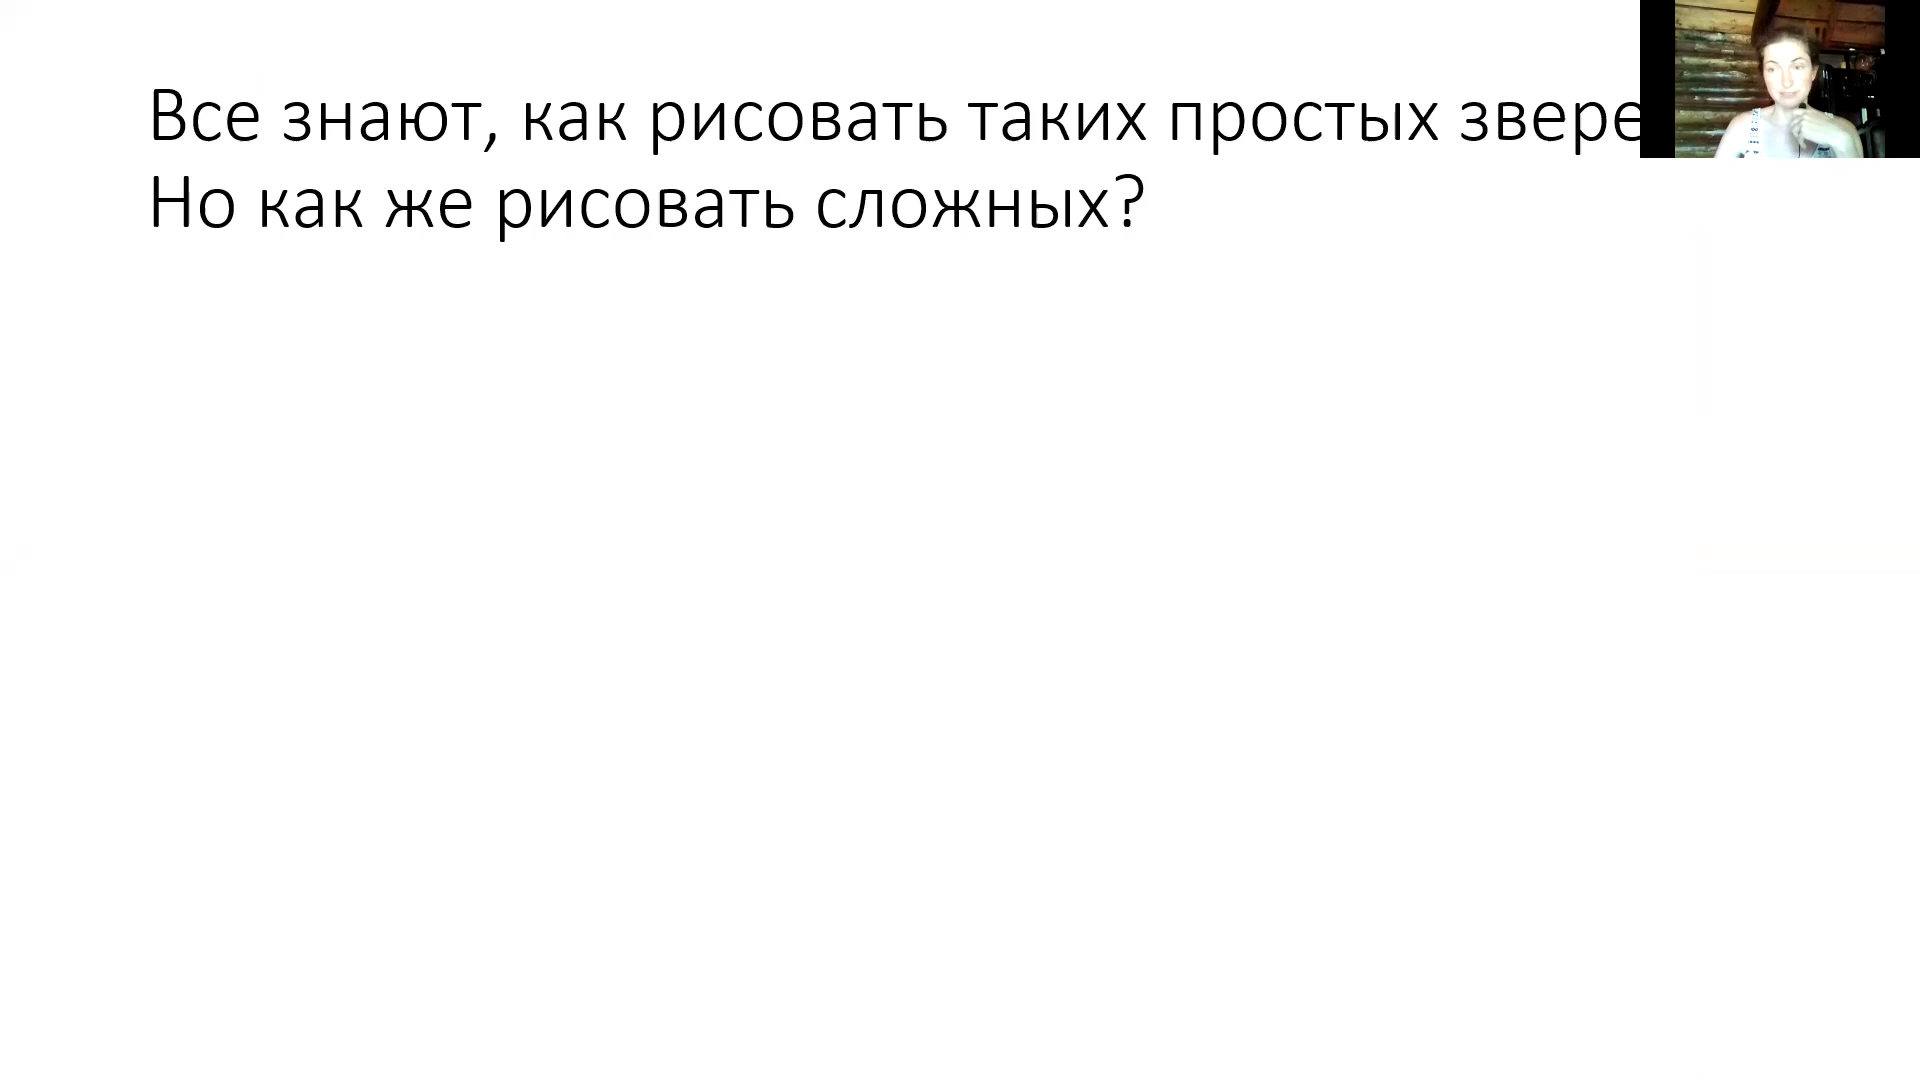 Все знают, как рисовать таких простых звере
Но как же рисовать сложных?